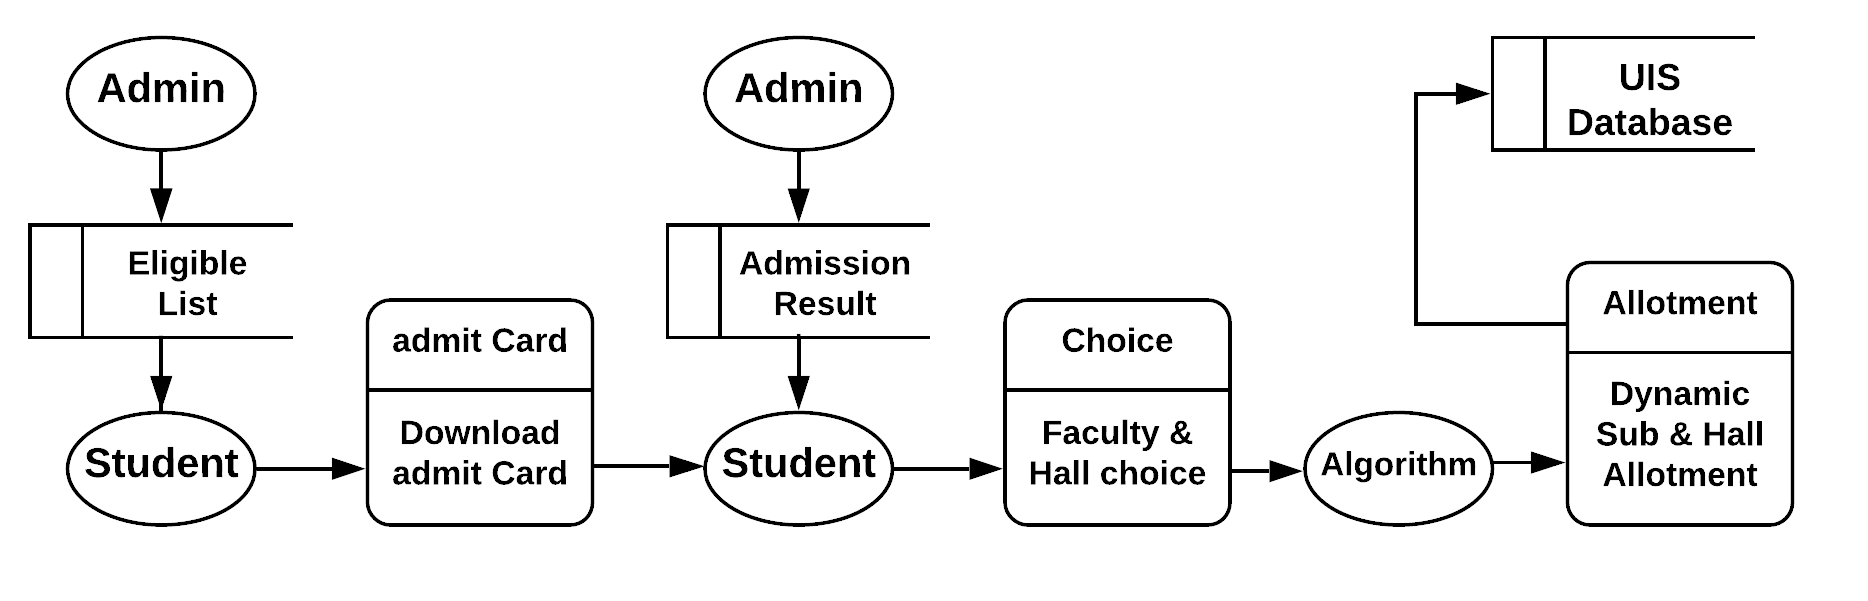 Admin
Eligible
List
Student
admit Card
Download
admit Card
Admin
Admission
Result
Student
Choice
Faculty &
Hall choice
Algorithm
Allotment
Dynamic
Sub & Hall
Allotment
UIS
Database